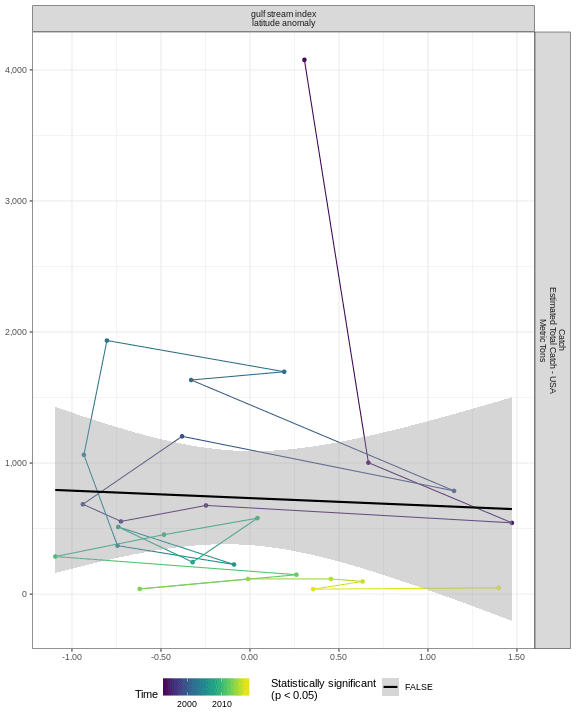 gulf stream index
latitude anomaly
4,000
3,000
2,000
1,000
0
Catch
Estimated Total Catch - USA
Metric Tons
-1.00
-0.50
0.00
0.50
1.00
1.50
Time
2000
2010
Statistically significant
(p < 0.05)
FALSE